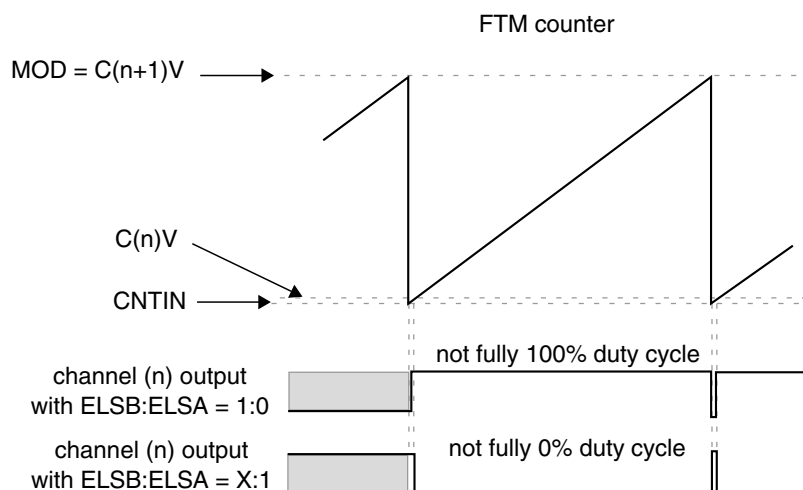 FTM counter
MOD = C(n+1)V
C(n)V
CNTIN
not fully 100% duty cycle
channel (n) output
with ELSB:ELSA = 1:0
not fully 0% duty cycle
channel (n) output
with ELSB:ELSA = X:1